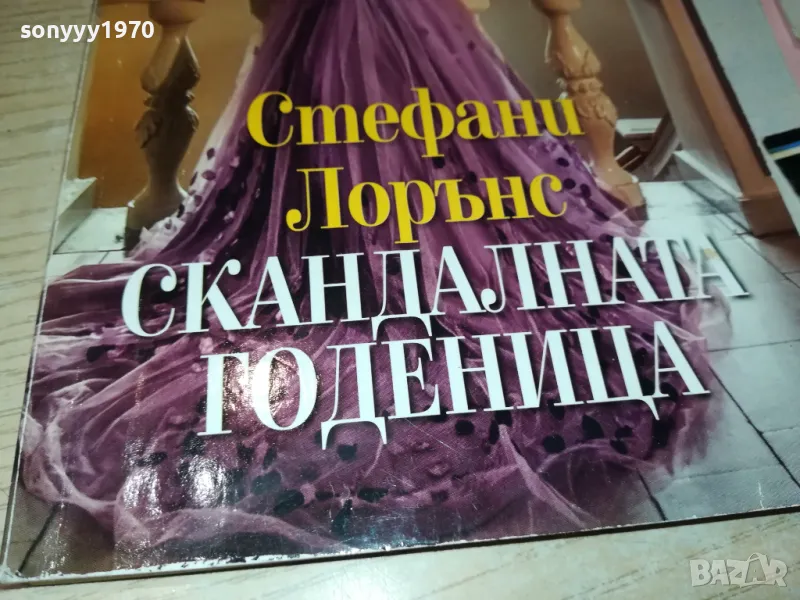 sonyyy1970
Стефани
Лорънс
СКАНДАЛНАТА
ГОДЕНИЦА
BAZAR